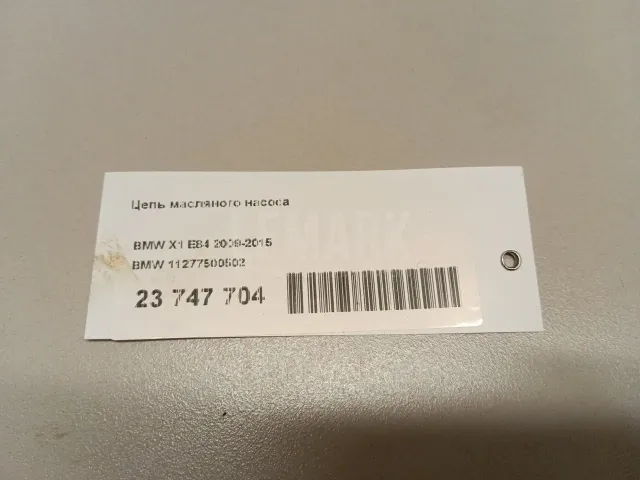 Цепь масляного насоса
BMW X1 E84 2009-2015
BMW 11277500502
23 747 704